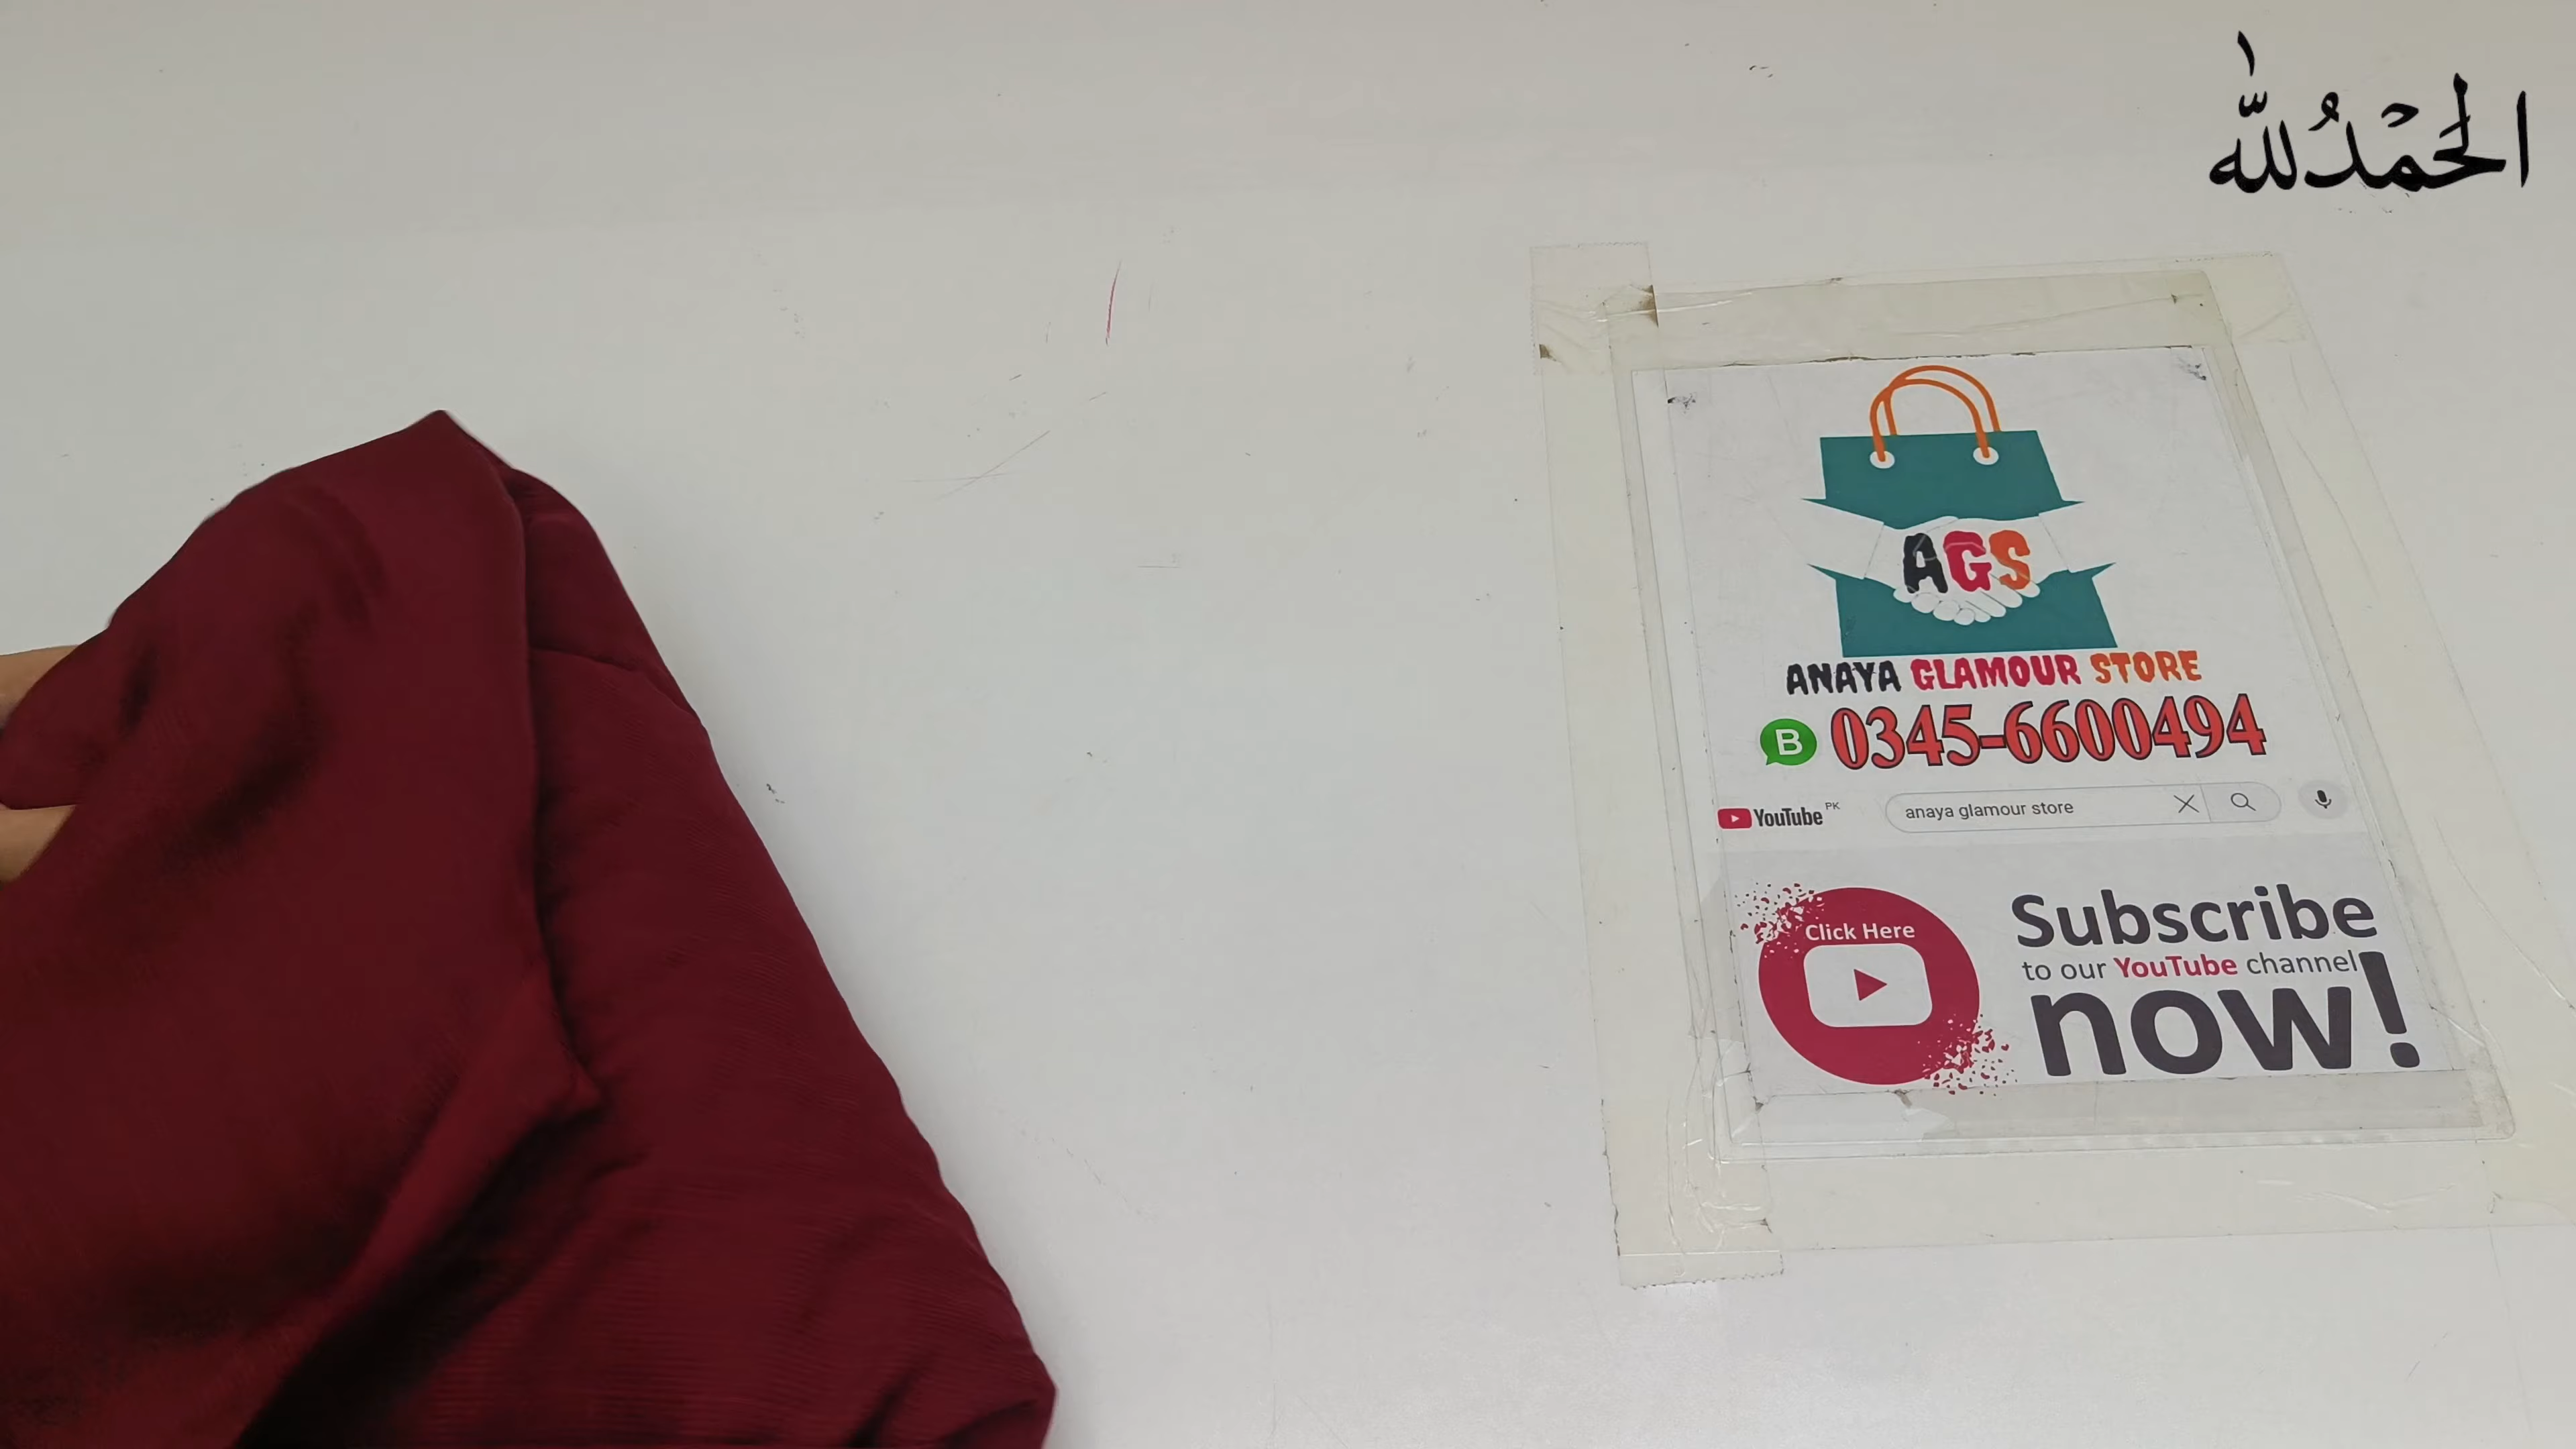 الحمدُلِلّٰه
AGS
ANAYA GLAMOUR STORE
B 0345-6600494
YouTube PK anaya glamour store
Click Here
Subscribe
to our YouTube channel
now!